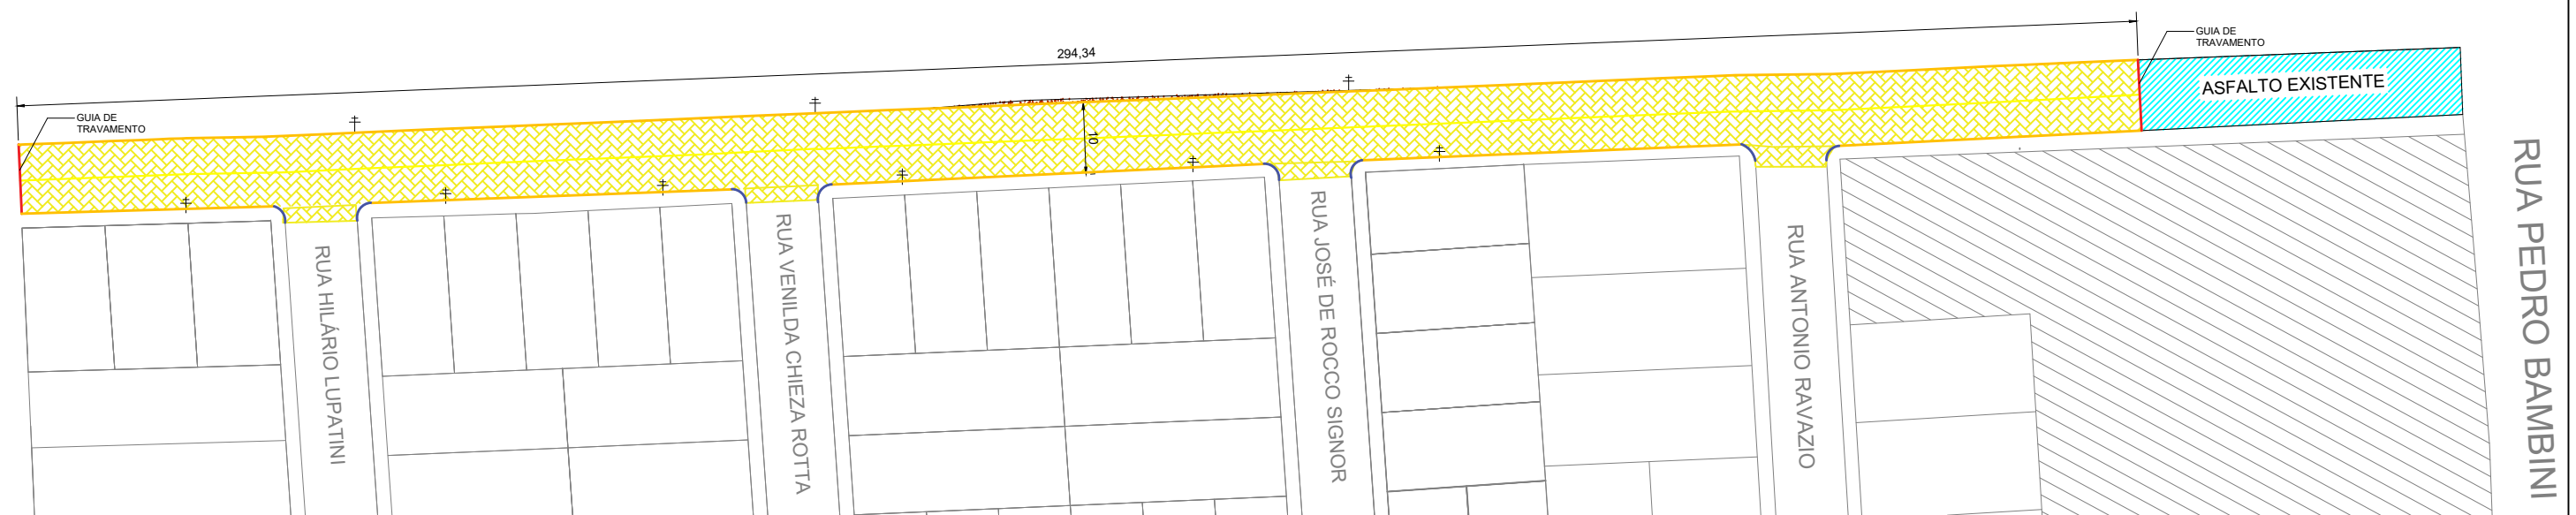 294,34
GUIA DE
TRAVAMENTO
GUIA DE
TRAVAMENTO
ASFALTO EXISTENTE
10
RUA HILÁRIO LUPATINI
RUA VENILDA CHIEZA ROTTA
RUA JOSÉ DE ROCCO SIGNOR
RUA ANTONIO RAVAZIO
RUA PEDRO BAMBINI